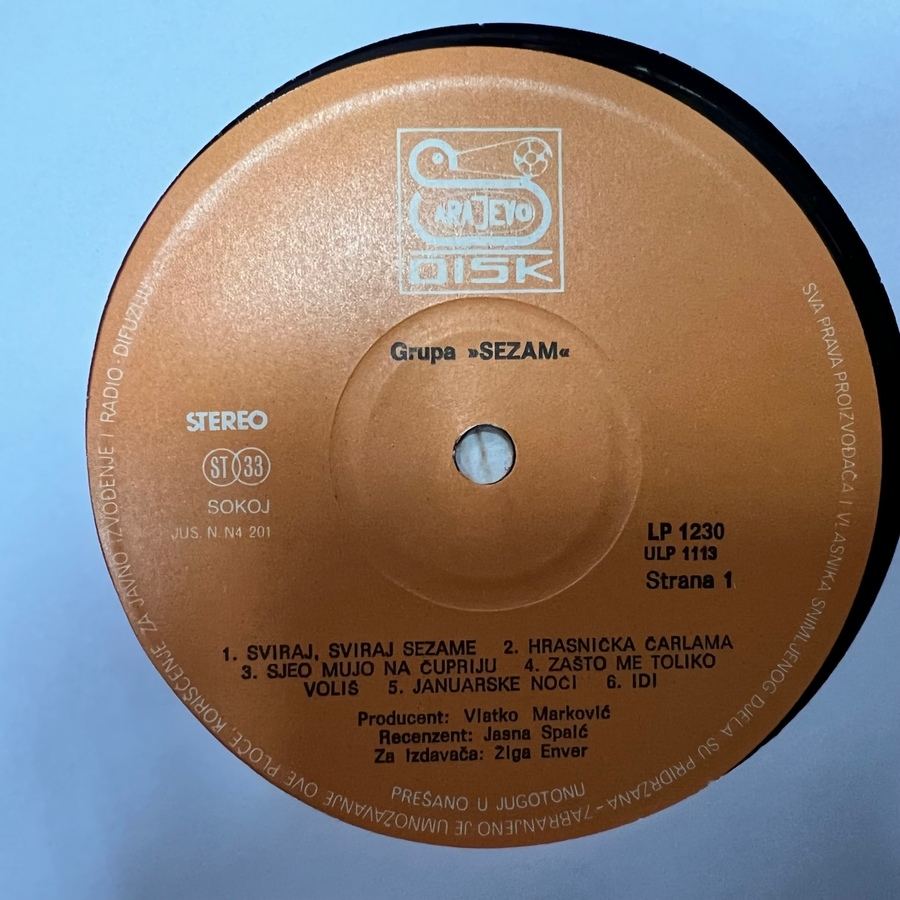 SARAJEVO
DISK
Grupa »SEZAM«
STEREO
ST 33
SOKOJ
JUS. N. N4 201
LP 1230
ULP 1113
Strana 1
1. SVIRAJ, SVIRAJ SEZAME 2. HRASNIČKA ČARLAMA
3. SJEO MUJO NA ČUPRIJU 4. ZAŠTO ME TOLIKO
VOLIŠ 5. JANUARSKE NOĆI 6. IDI
Producent: Vlatko Marković
Recenzent: Jasna Spaić
Za Izdavača: Žiga Enver
PREŠANO U JUGOTONU
SVA PRAVA PROIZVOĐAČA I VLASNIKA SNIMLJENOG DJELA SU PRIDRŽANA - ZABRANJENO JE UMNOŽAVANJE OVE PLOČE, KORIŠĆENJE ZA JAVNO IZVOĐENJE I RADIO · DIFUZIJU